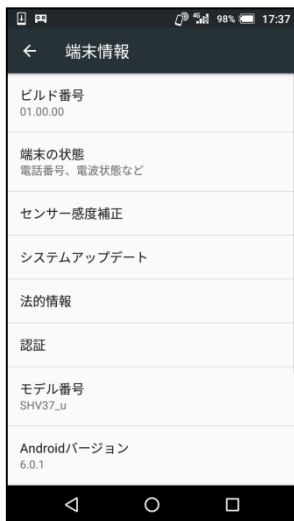 98% 17:37
端末情報
ビルド番号
01.00.00
端末の状態
電話番号、電波状態など
センサー感度補正
システムアップデート
法的情報
認証
モデル番号
SHV37_u
Androidバージョン
6.0.1